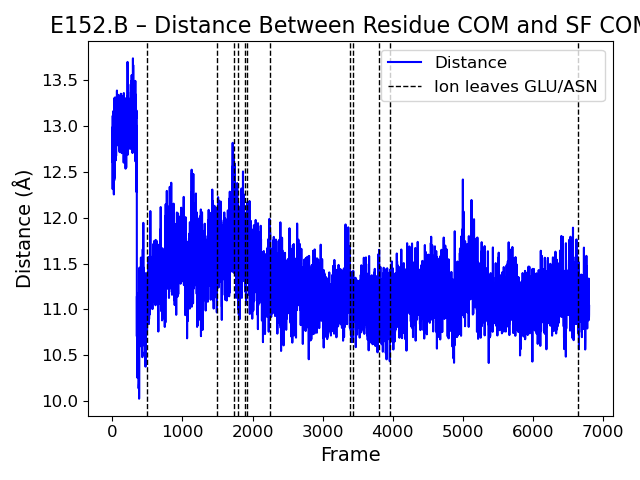 E152.B – Distance Between Residue COM and SF COM
Distance
Ion leaves GLU/ASN
Distance (Å)
13.5
13.0
12.5
12.0
11.5
11.0
10.5
10.0
0 1000 2000 3000 4000 5000 6000 7000
Frame